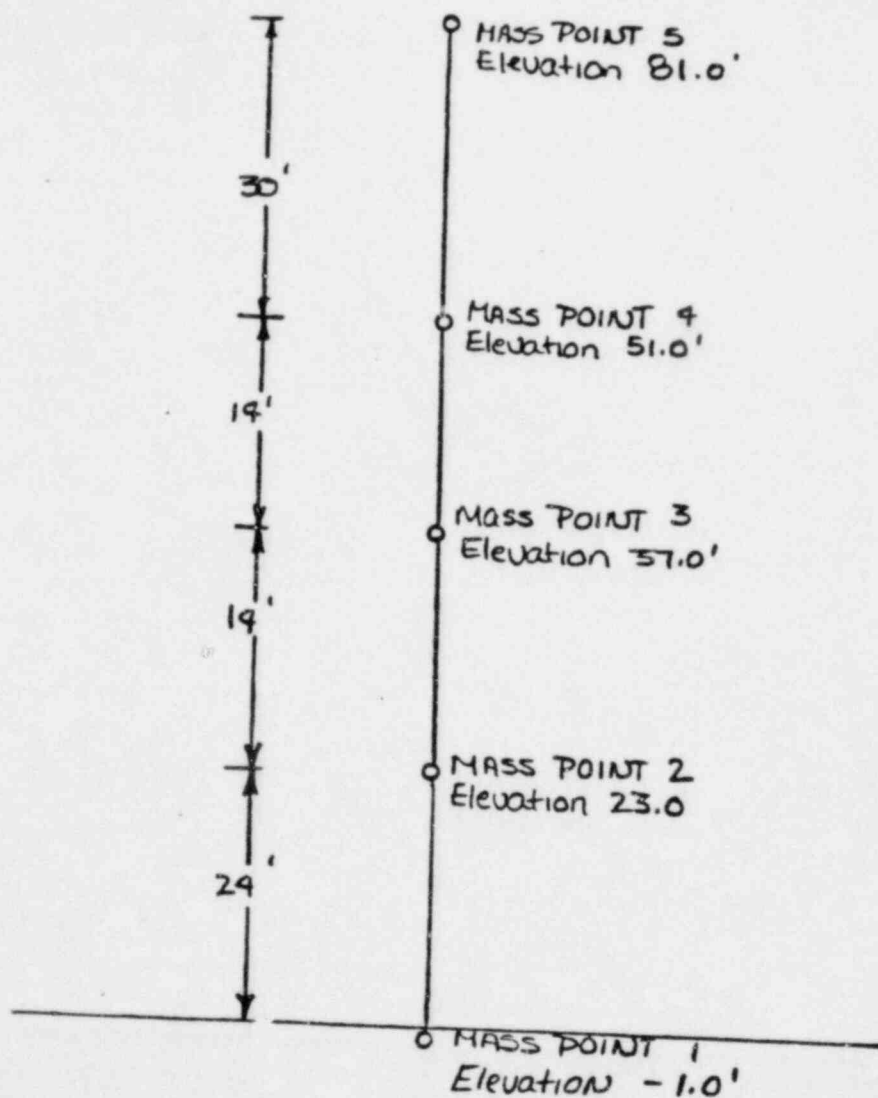 MASS POINT 5
Elevation 81.0'
30'
MASS POINT 4
Elevation 51.0'
14'
MASS POINT 3
Elevation 37.0'
14'
MASS POINT 2
Elevation 23.0
24'
MASS POINT 1
Elevation -1.0'